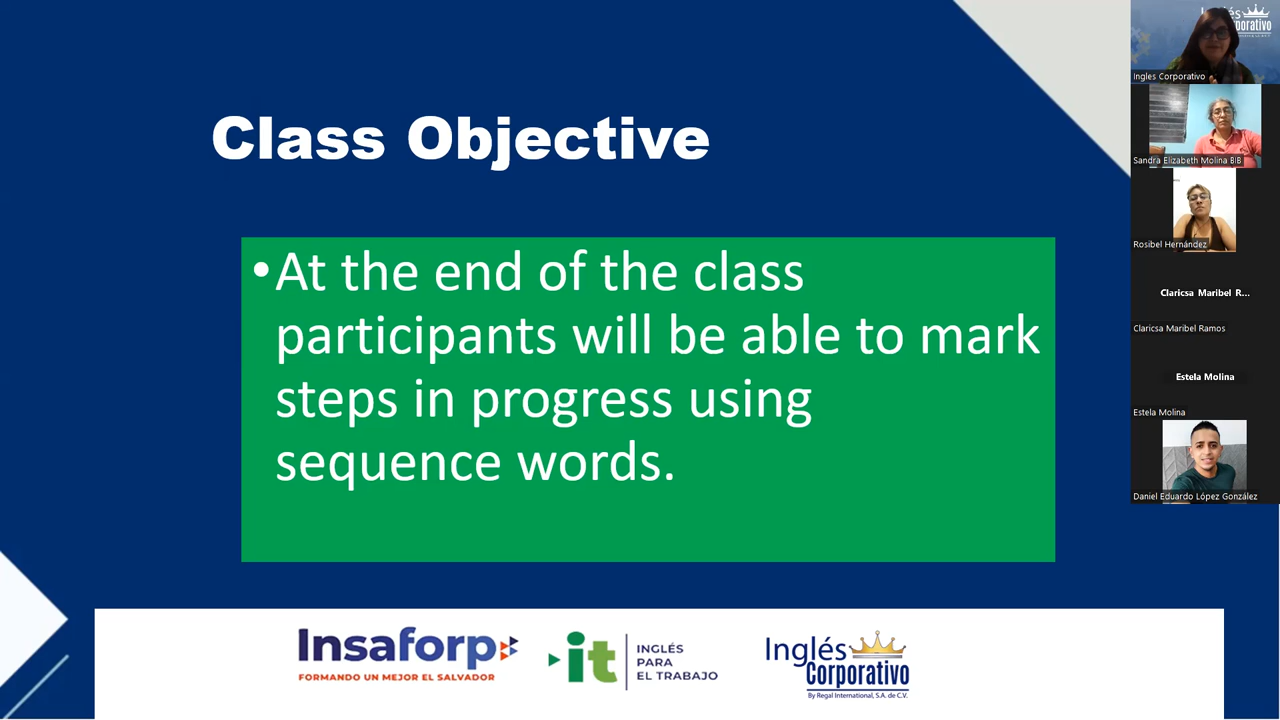 Class Objective
•At the end of the class
participants will be able to mark
steps in progress using
sequence words.
Insaforp
FORMANDO UN MEJOR EL SALVADOR
it
INGLÉS
PARA
EL TRABAJO
Inglés
Corporativo
By Regal International, S.A. de C.V.
Ingles Corporativo
Sandra Elizabeth Molina BIB
Rosibel Hernández
Claricsa Maribel R...
Claricsa Maribel Ramos
Estela Molina
Estela Molina
Daniel Eduardo López González